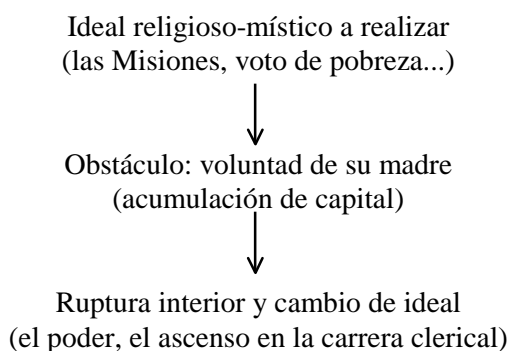 Ideal religioso-místico a realizar
(las Misiones, voto de pobreza...)
Obstáculo: voluntad de su madre
(acumulación de capital)
Ruptura interior y cambio de ideal
(el poder, el ascenso en la carrera clerical)